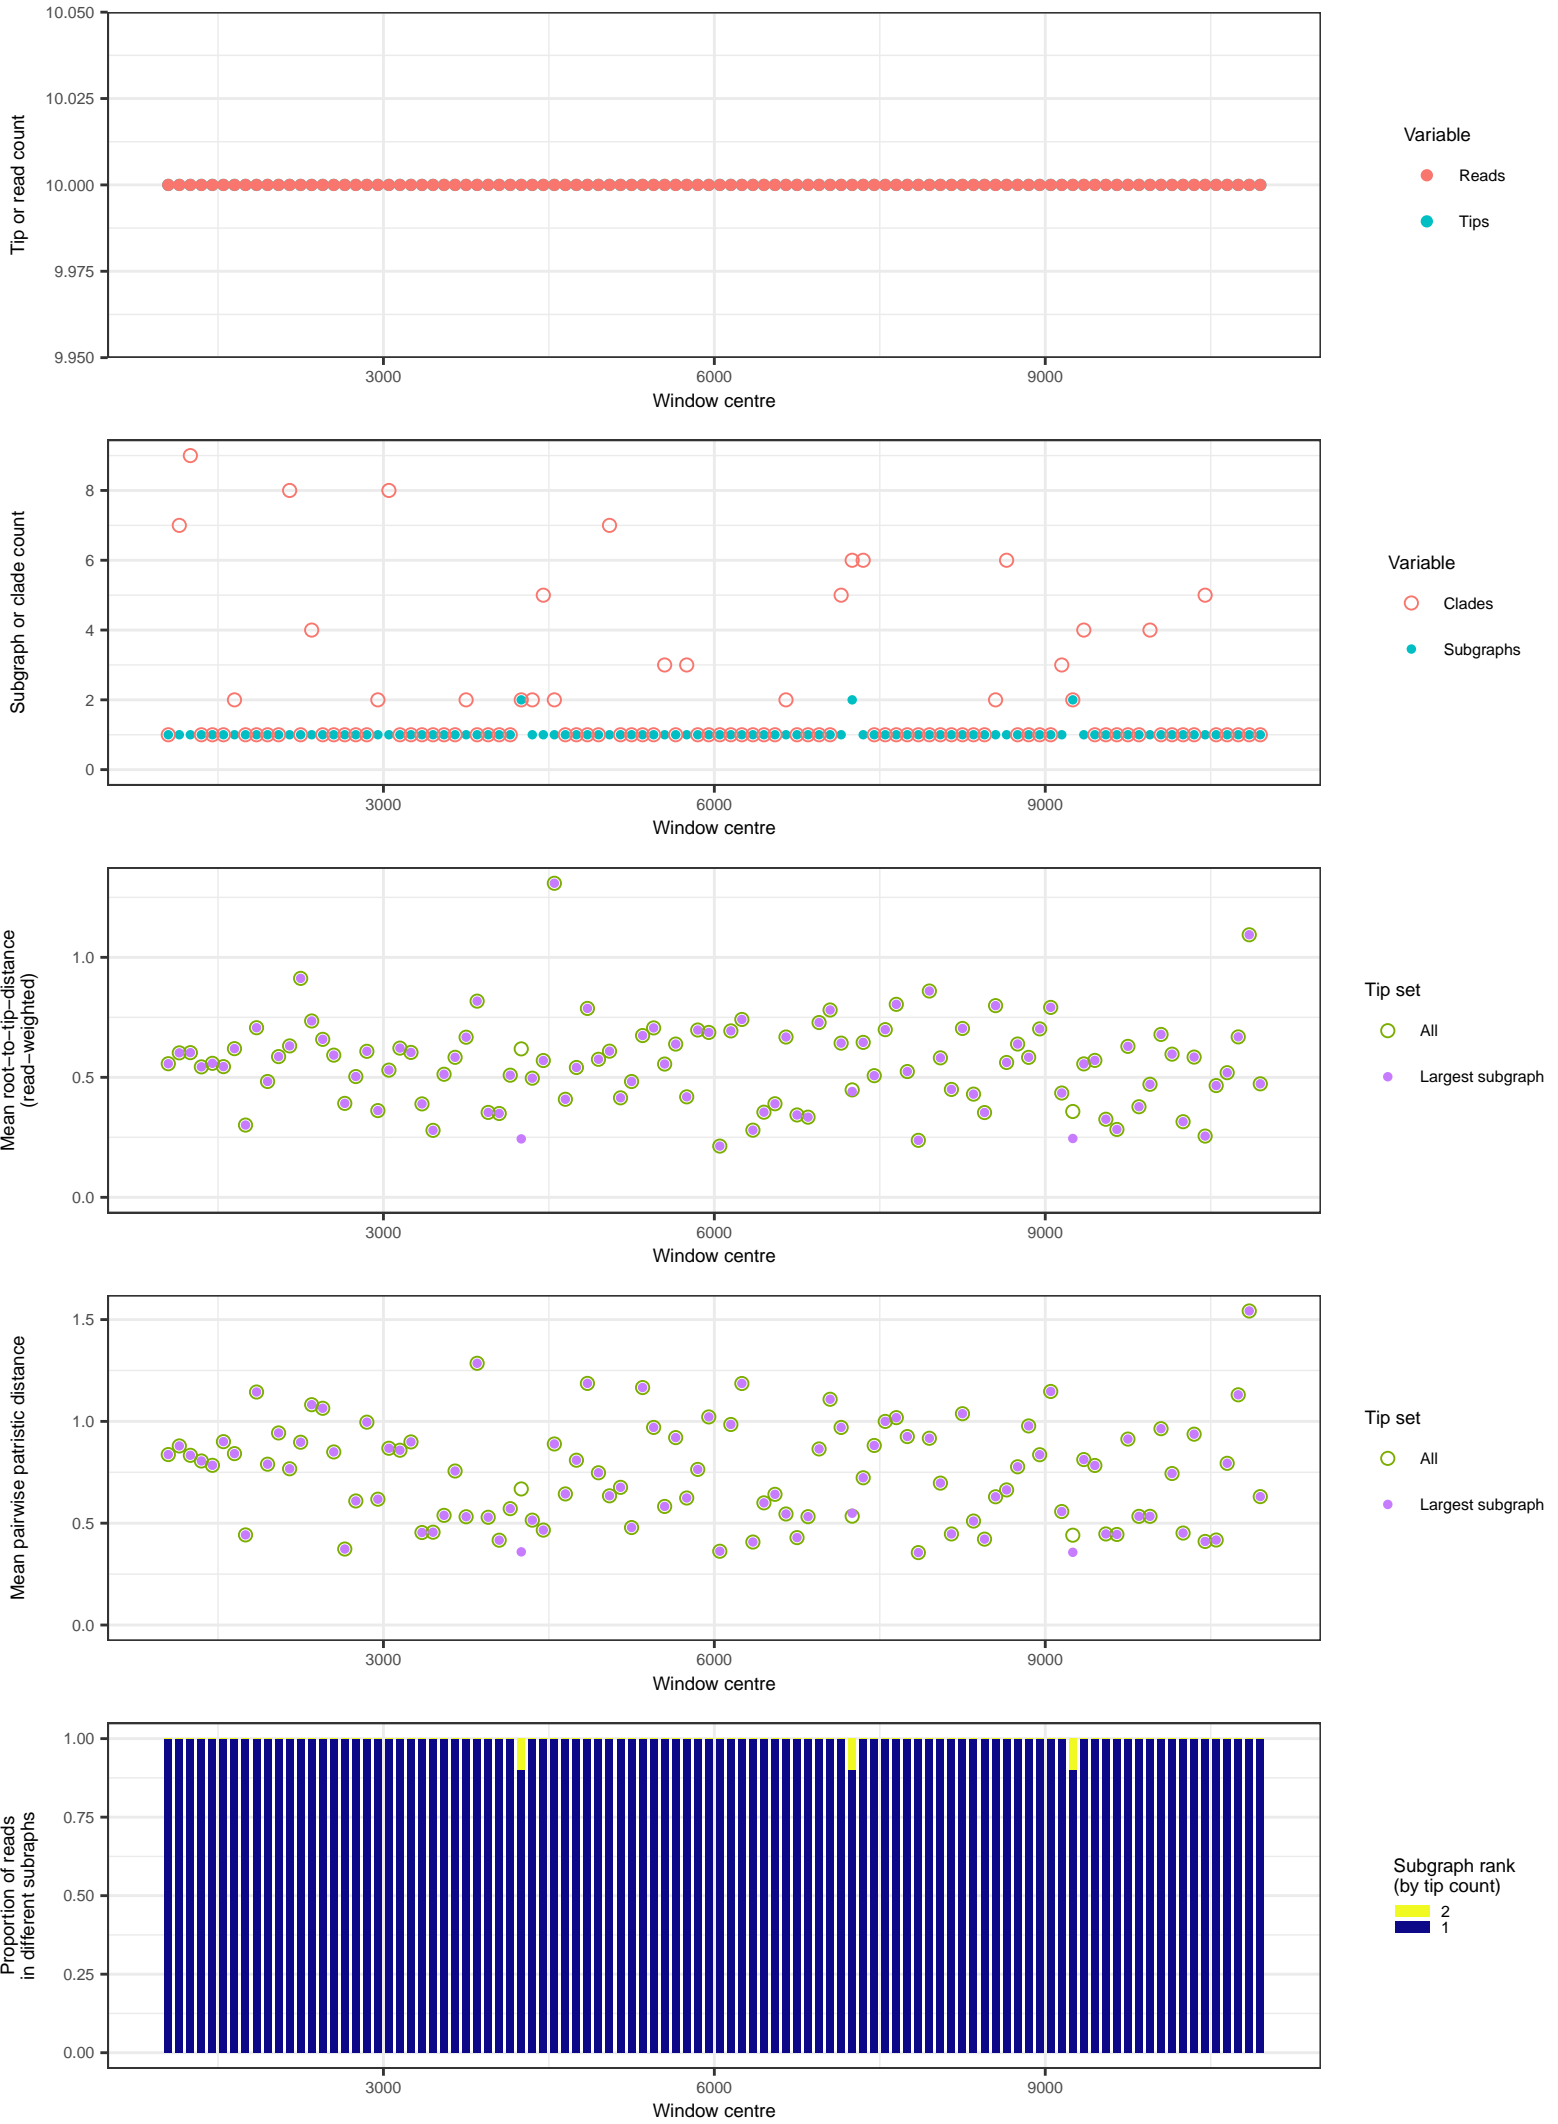 10.050
10.025
10.000
9.975
9.950
Tip or read count
3000
6000
9000
Window centre
Variable
Reads
Tips
8
6
4
2
0
Subgraph or clade count
3000
6000
9000
Window centre
Variable
Clades
Subgraphs
1.0
0.5
0.0
Mean root−to−tip−distance
(read−weighted)
3000
6000
9000
Window centre
Tip set
All
Largest subgraph
1.5
1.0
0.5
0.0
Mean pairwise patristic distance
3000
6000
9000
Window centre
Tip set
All
Largest subgraph
1.00
0.75
0.50
0.25
0.00
Proportion of reads
in different subraphs
3000
6000
9000
Window centre
Subgraph rank
(by tip count)
2
1